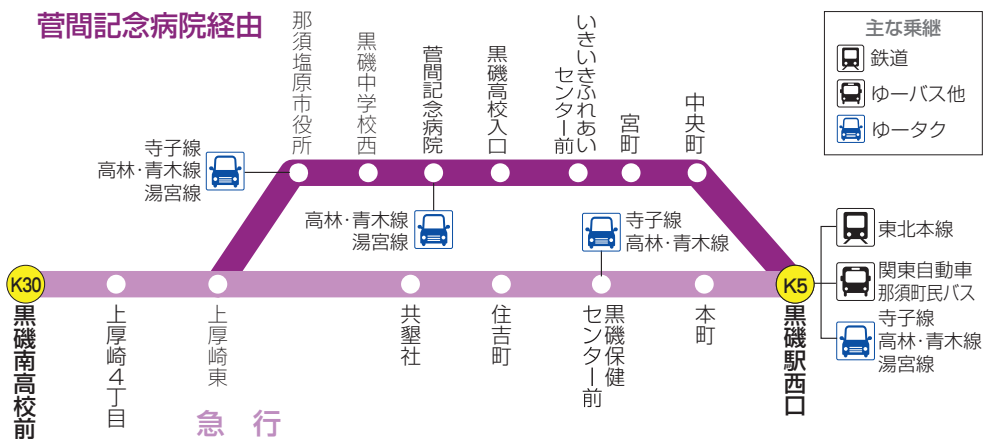 菅間記念病院経由
那須塩原市役所
黒磯中学校西
菅間記念病院
黒磯高校入口
いきいきふれあい
センター前
宮町
中央町
主な乗継
鉄道
ゆーバス他
ゆータク
寺子線
高林・青木線
湯宮線
高林・青木線
湯宮線
寺子線
高林・青木線
K30
黒磯南高校前
上厚崎4丁目
上厚崎東
共墾社
住吉町
黒磯保健
センター前
本町
K5
黒磯駅西口
東北本線
関東自動車
那須町民バス
寺子線
高林・青木線
湯宮線
急行